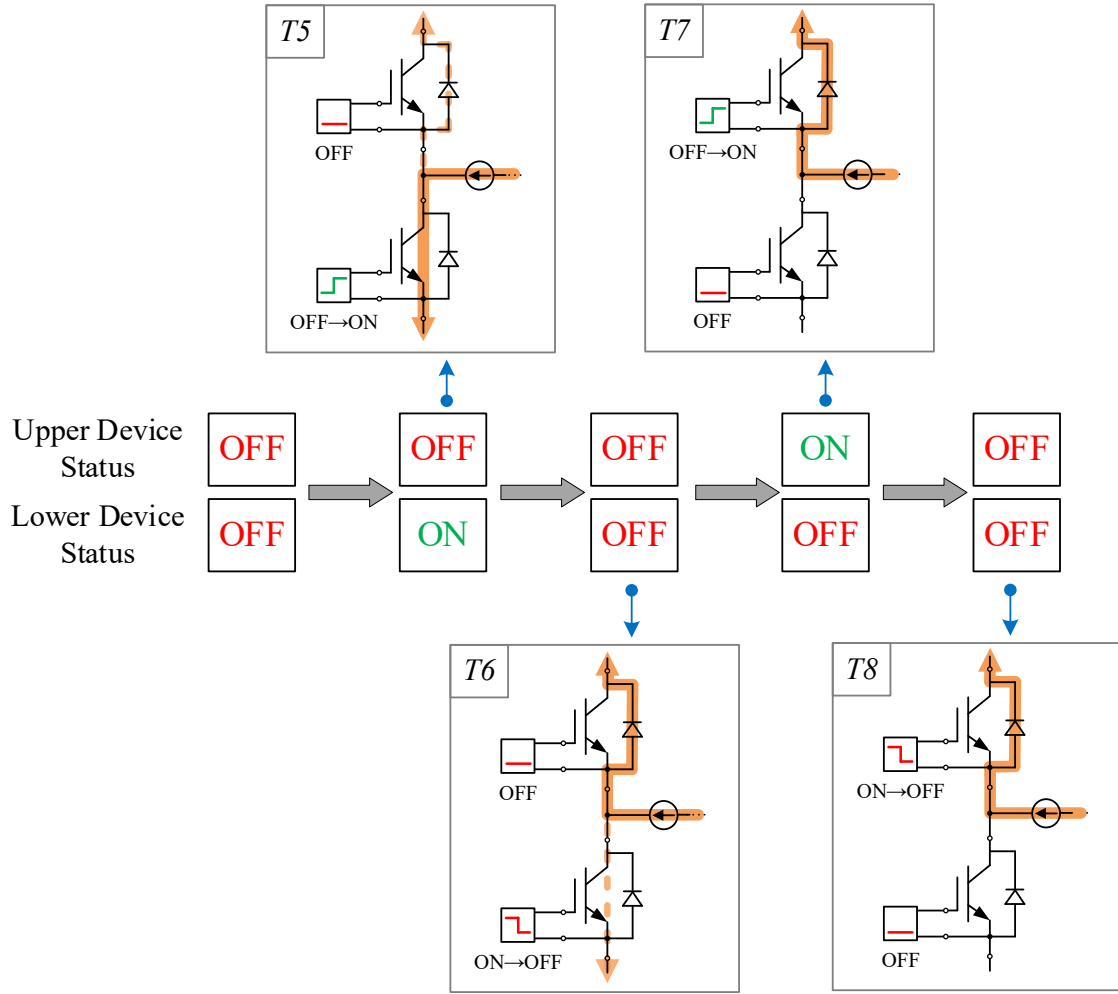 T5
OFF
OFF→ON
T7
OFF→ON
OFF
Upper Device
Status
OFF
OFF
OFF
ON
OFF
Lower Device
Status
OFF
ON
OFF
OFF
OFF
T6
OFF
ON→OFF
T8
ON→OFF
OFF